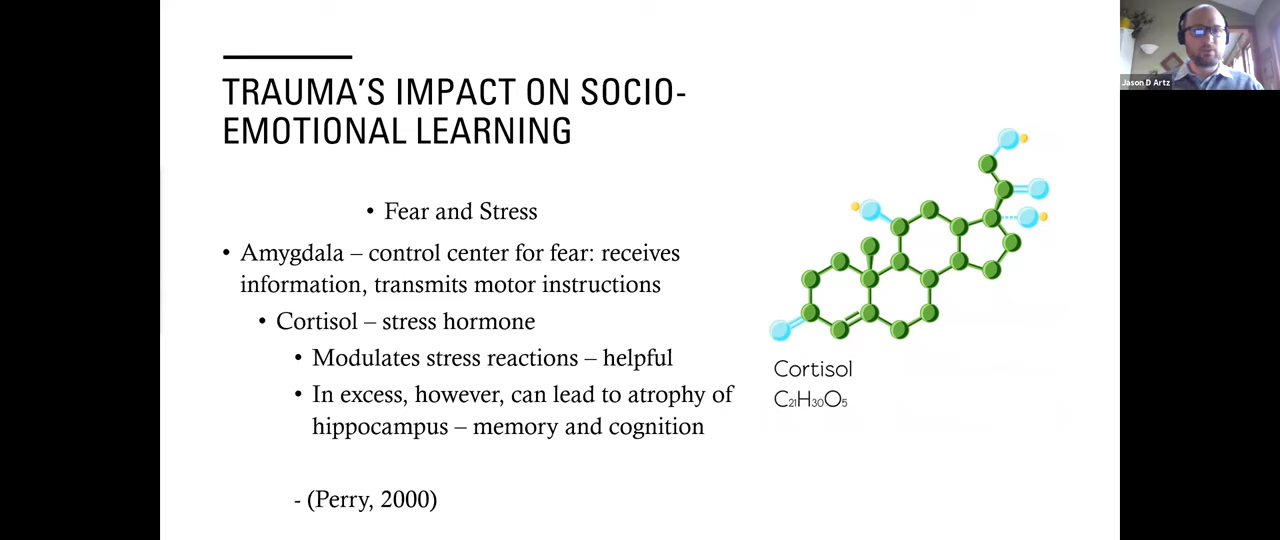 TRAUMA'S IMPACT ON SOCIO-
EMOTIONAL LEARNING
• Fear and Stress
• Amygdala – control center for fear: receives
information, transmits motor instructions
• Cortisol – stress hormone
• Modulates stress reactions – helpful
• In excess, however, can lead to atrophy of
hippocampus – memory and cognition
- (Perry, 2000)
Cortisol
C21H30O5
Jason D Artz